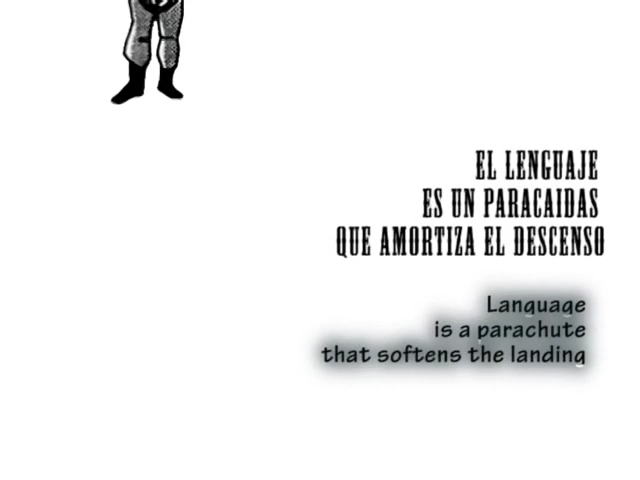 EL LENGUAJE
ES UN PARACAIDAS
QUE AMORTIZA EL DESCENSO
Language
is a parachute
that softens the landing